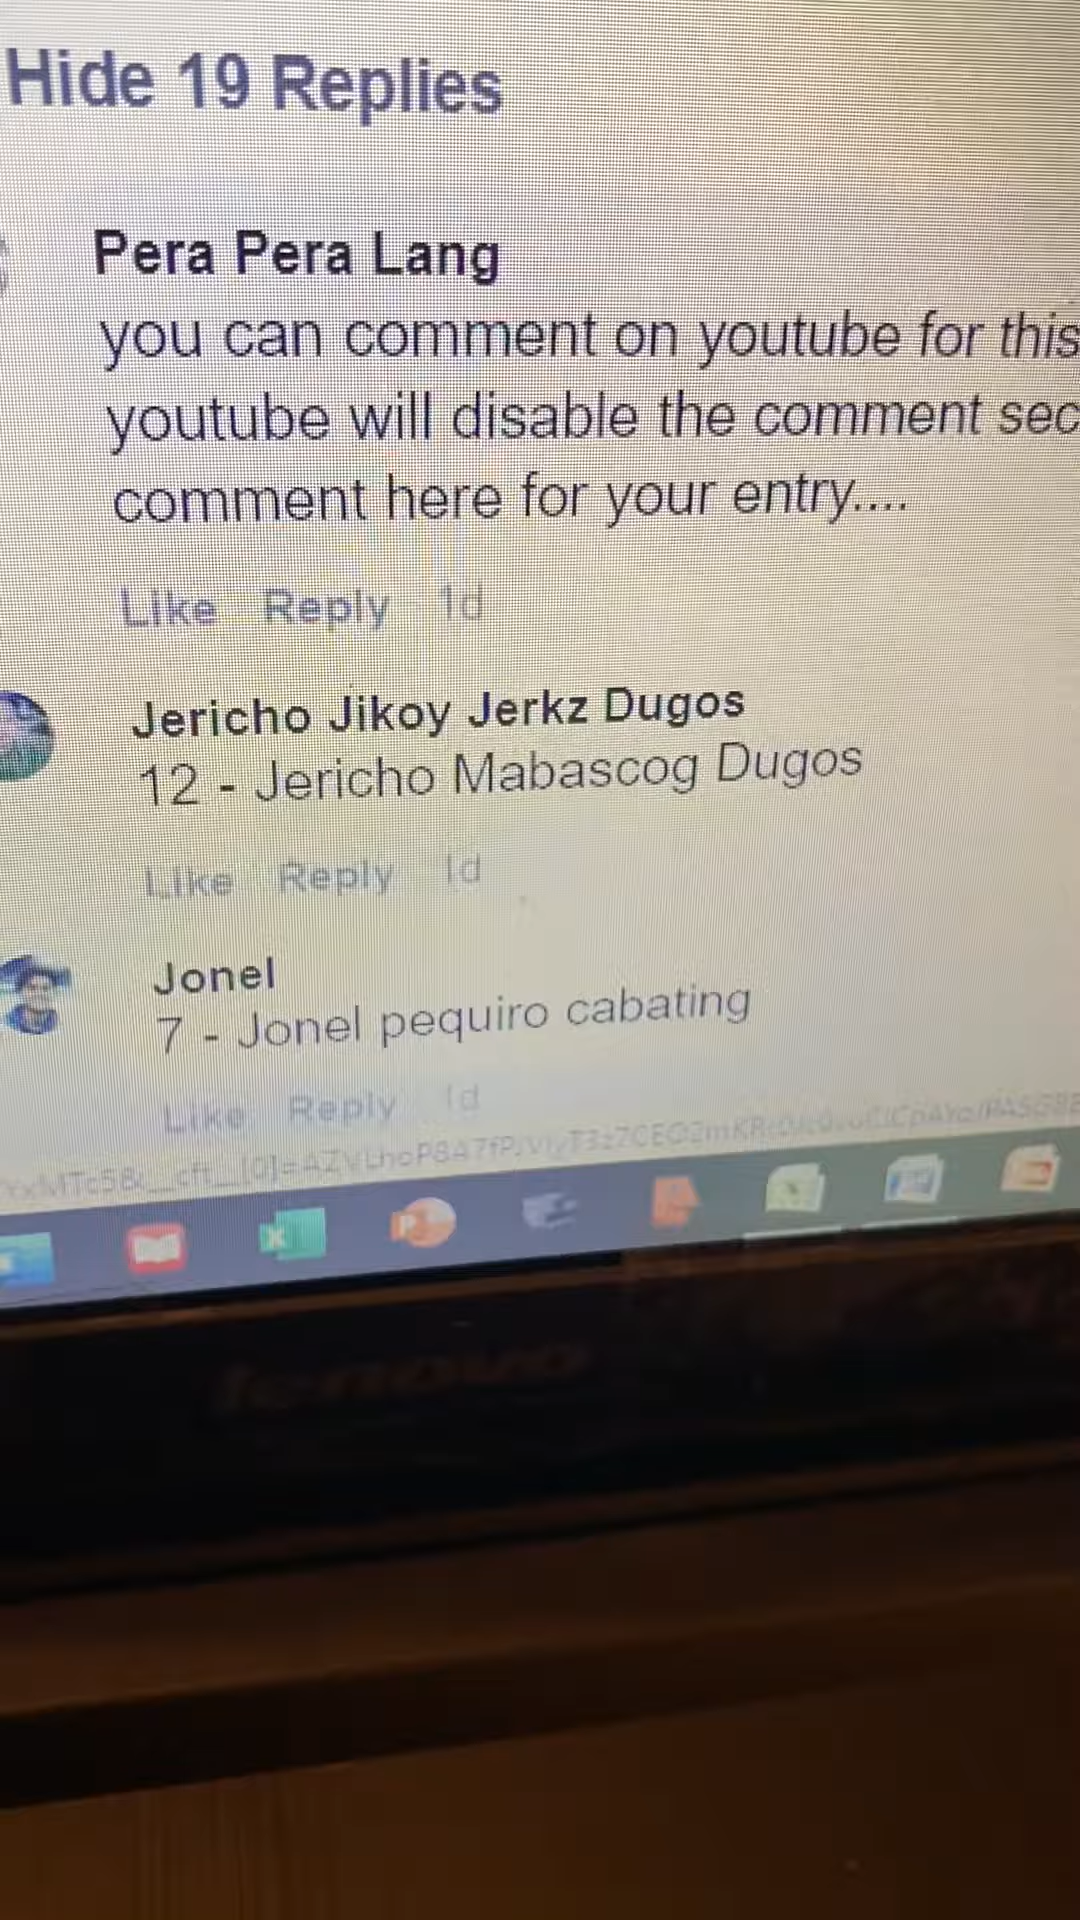 Hide 19 Replies
Pera Pera Lang
you can comment on youtube for this
youtube will disable the comment sec
comment here for your entry....
Like Reply 1d
Jericho Jikoy Jerkz Dugos
12 - Jericho Mabascog Dugos
Like Reply 1d
Jonel
7 - Jonel pequiro cabating
Like Reply 1d
lenovo